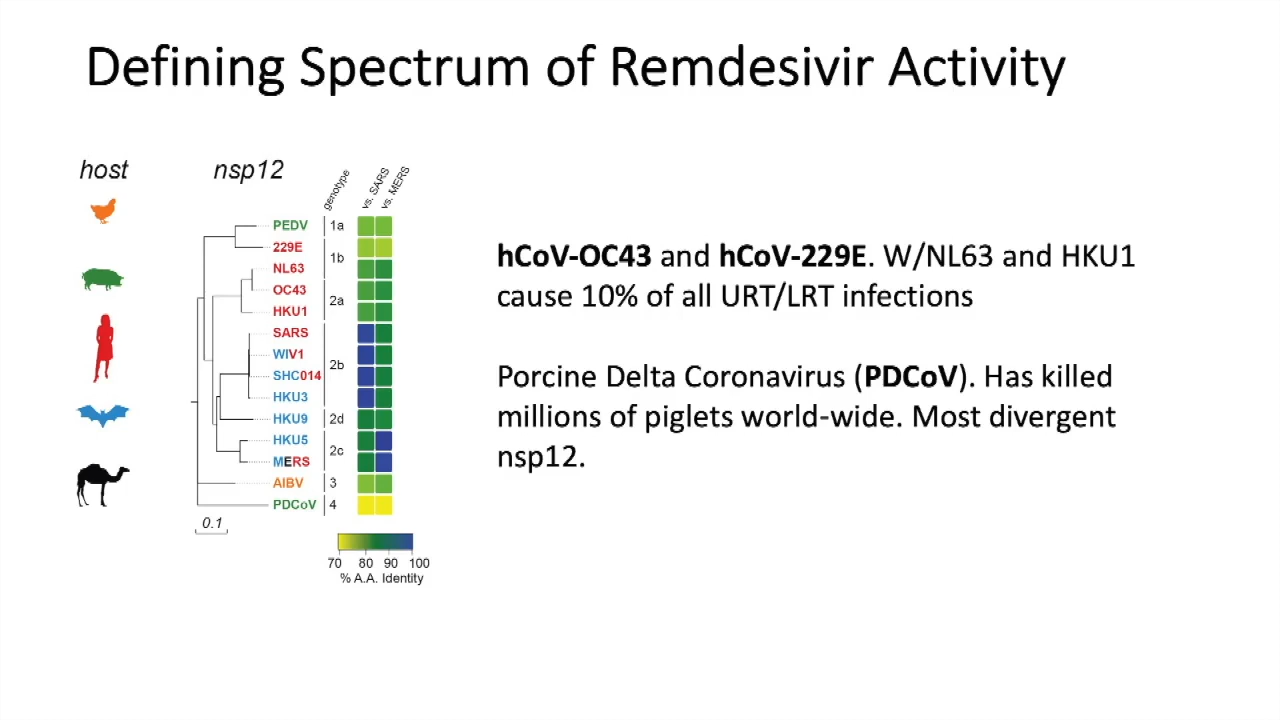 Defining Spectrum of Remdesivir Activity
host
nsp12
genotype
vs. SARS
vs. MERS
PEDV
229E
NL63
OC43
HKU1
SARS
WIV1
SHC014
HKU3
HKU9
HKU5
MERS
AIBV
PDCoV
1a
1b
2a
2b
2d
2c
3
4
0.1
70 80 90 100
% A.A. Identity
hCoV-OC43 and hCoV-229E. W/NL63 and HKU1
cause 10% of all URT/LRT infections
Porcine Delta Coronavirus (PDCoV). Has killed
millions of piglets world-wide. Most divergent
nsp12.